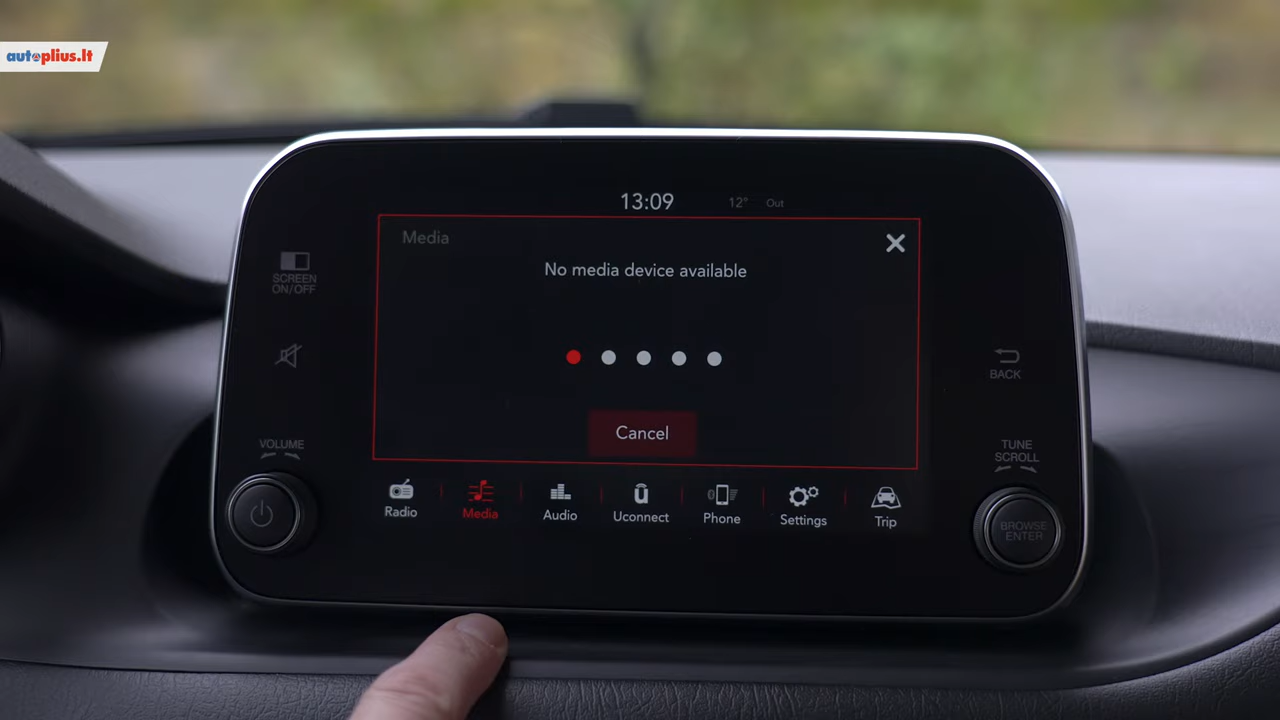 autoplius.lt
13:09 12° Out
Media
No media device available
SCREEN
ON/OFF
BACK
Cancel
VOLUME
TUNE
SCROLL
Radio Media Audio Uconnect Phone Settings Trip
BROWSE
ENTER